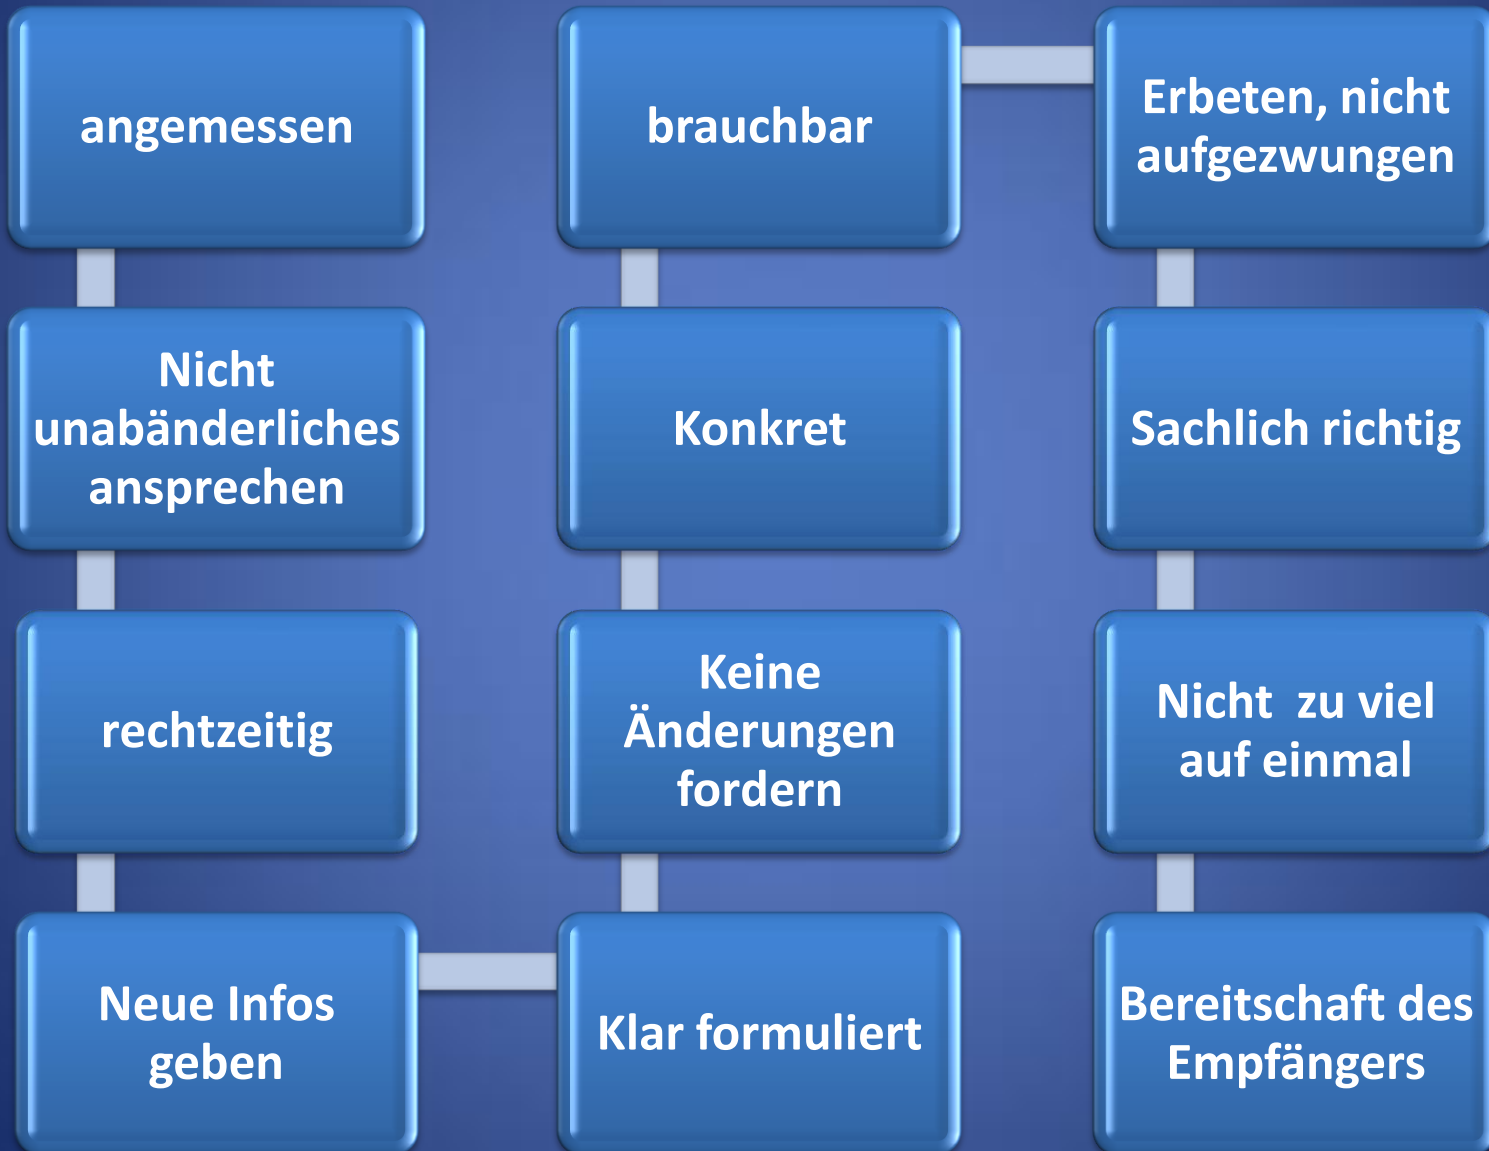 angemessen
Nicht
unabänderliches
ansprechen
rechtzeitig
Neue Infos
geben
Klar formuliert
Keine
Änderungen
fordern
Konkret
brauchbar
Erbeten, nicht
aufgezwungen
Sachlich richtig
Nicht  zu viel
auf einmal
Bereitschaft des
Empfängers